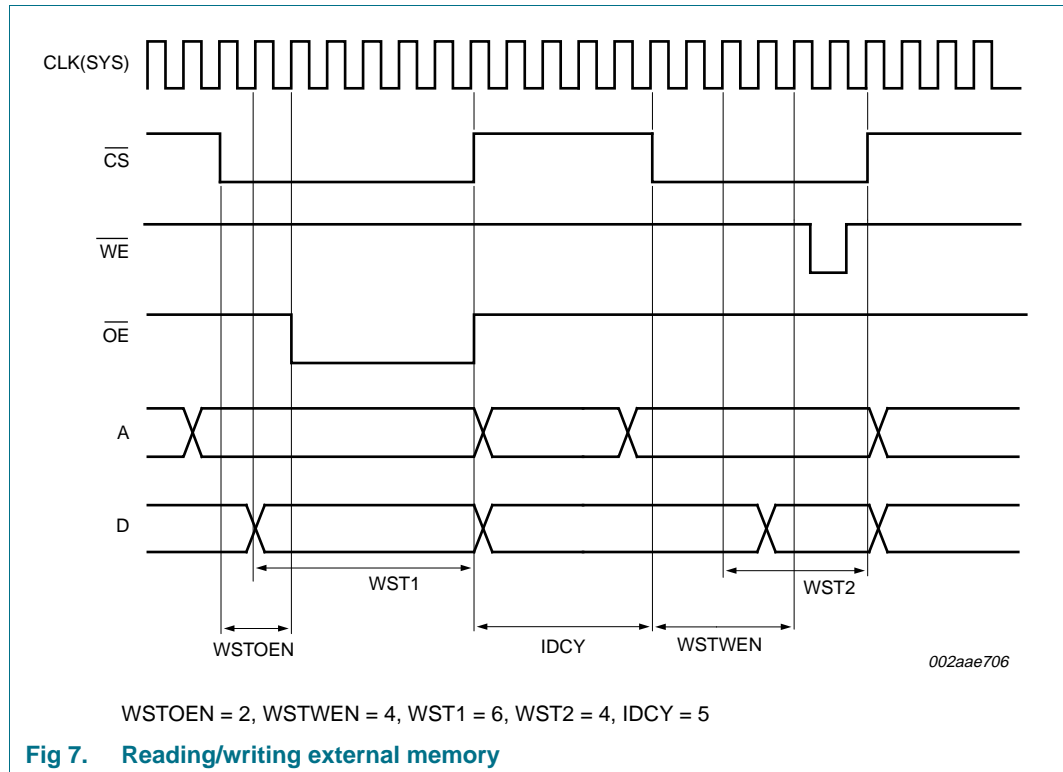 CLK(SYS)
CS
WE
OE
A
D
WST1
WST2
WSTOEN
IDCY
WSTWEN
002aae706
WSTOEN = 2, WSTWEN = 4, WST1 = 6, WST2 = 4, IDCY = 5
Fig 7. Reading/writing external memory